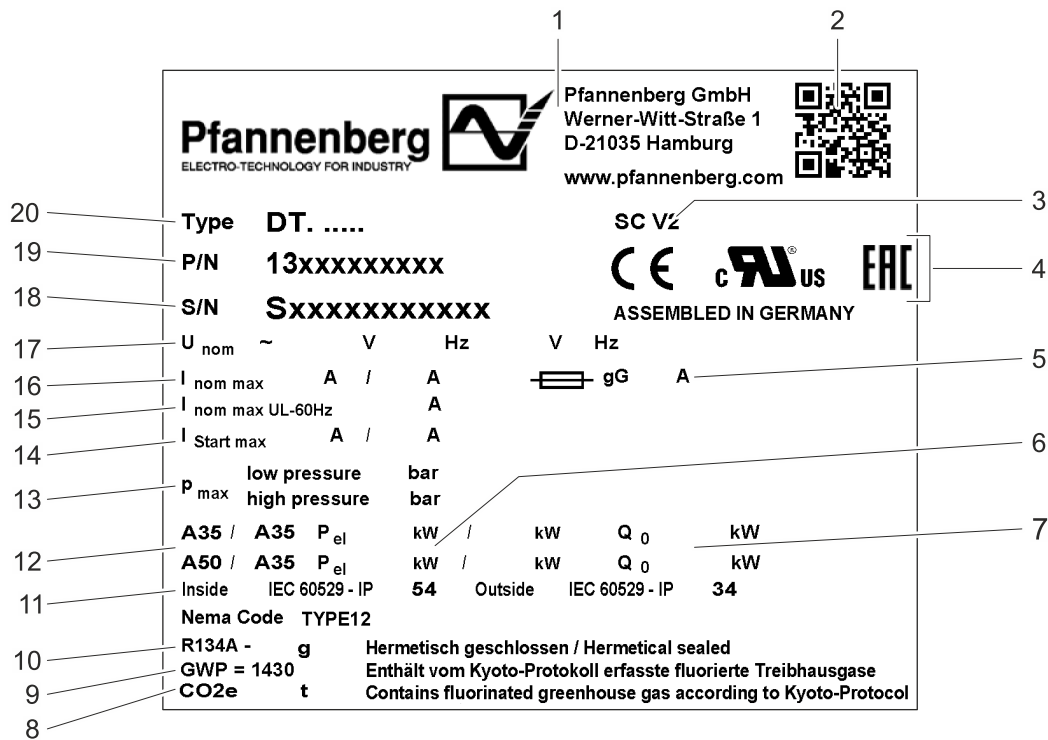 1 2
Pfannenberg
ELECTRO-TECHNOLOGY FOR INDUSTRY
Pfannenberg GmbH
Werner-Witt-Straße 1
D-21035 Hamburg
www.pfannenberg.com
20 Type DT. ..... SC V2 3
19 P/N 13xxxxxxxxx CE c RU ® US EAC 4
18 S/N Sxxxxxxxxxxx ASSEMBLED IN GERMANY
17 U nom ~ V Hz V Hz
16 I nom max A / A gG A 5
15 I nom max UL-60Hz A
14 I Start max A / A 6
13 p max low pressure bar
high pressure bar
12 A35 / A35 P el kW / kW Q 0 kW 7
A50 / A35 P el kW / kW Q 0 kW
11 Inside IEC 60529 - IP 54 Outside IEC 60529 - IP 34
Nema Code TYPE12
10 R134A - g Hermetisch geschlossen / Hermetical sealed
9 GWP = 1430 Enthält vom Kyoto-Protokoll erfasste fluorierte Treibhausgase
8 CO2e t Contains fluorinated greenhouse gas according to Kyoto-Protocol